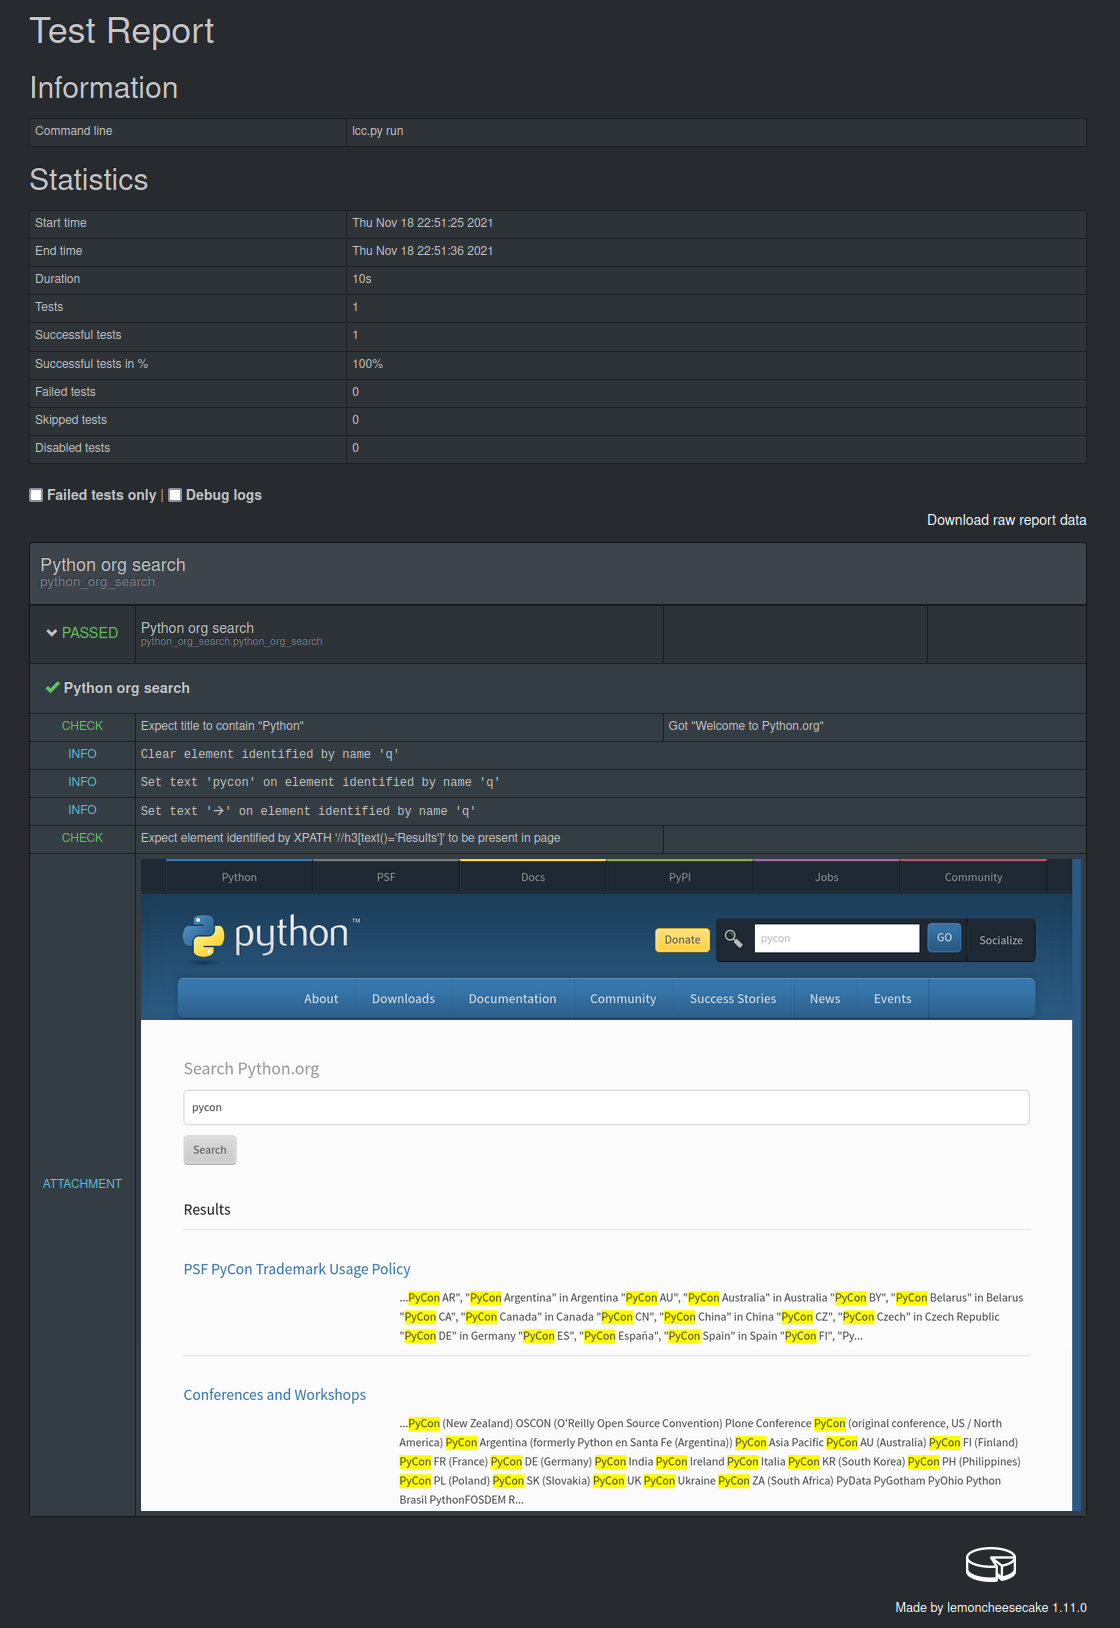 Test Report
Information
Command line lcc.py run
Statistics
Start time Thu Nov 18 22:51:25 2021
End time Thu Nov 18 22:51:36 2021
Duration 10s
Tests 1
Successful tests 1
Successful tests in % 100%
Failed tests 0
Skipped tests 0
Disabled tests 0
Failed tests only | Debug logs
Download raw report data
Python org search
python_org_search
PASSED Python org search
python_org_search.python_org_search
Python org search
CHECK Expect title to contain "Python" Got "Welcome to Python.org"
INFO Clear element identified by name 'q'
INFO Set text 'pycon' on element identified by name 'q'
INFO Set text '→' on element identified by name 'q'
CHECK Expect element identified by XPATH '//h3[text()='Results']' to be present in page
ATTACHMENT
Python PSF Docs PyPI Jobs Community
python™ Donate pycon GO Socialize
About Downloads Documentation Community Success Stories News Events
Search Python.org
pycon
Search
Results
PSF PyCon Trademark Usage Policy
...PyCon AR", "PyCon Argentina" in Argentina "PyCon AU", "PyCon Australia" in Australia "PyCon BY", "PyCon Belarus" in Belarus
"PyCon CA", "PyCon Canada" in Canada "PyCon CN", "PyCon China" in China "PyCon CZ", "PyCon Czech" in Czech Republic
"PyCon DE" in Germany "PyCon ES", "PyCon España", "PyCon Spain" in Spain "PyCon FI", "Py...
Conferences and Workshops
...PyCon (New Zealand) OSCON (O'Reilly Open Source Convention) Plone Conference PyCon (original conference, US / North
America) PyCon Argentina (formerly Python en Santa Fe (Argentina)) PyCon Asia Pacific PyCon AU (Australia) PyCon FI (Finland)
PyCon FR (France) PyCon DE (Germany) PyCon India PyCon Ireland PyCon Italia PyCon KR (South Korea) PyCon PH (Philippines)
PyCon PL (Poland) PyCon SK (Slovakia) PyCon UK PyCon Ukraine PyCon ZA (South Africa) PyData PyGotham PyOhio Python
Brasil PythonFOSDEM R...
Made by lemoncheesecake 1.11.0